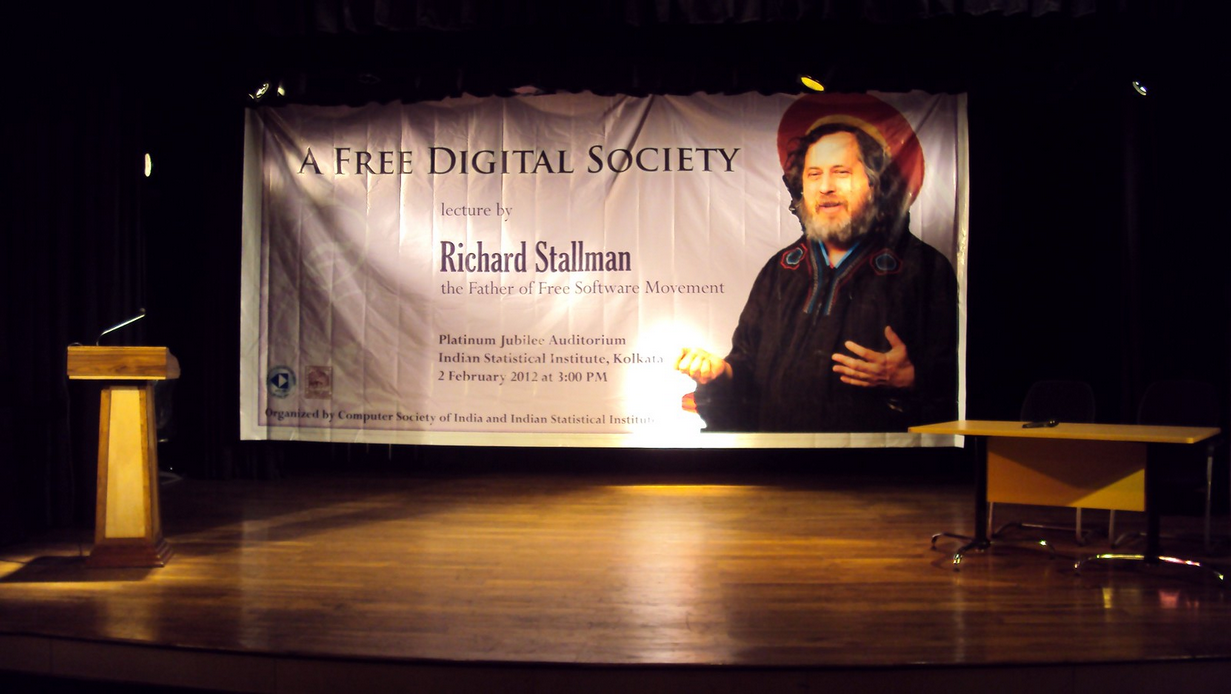 A FREE DIGITAL SOCIETY
lecture by
Richard Stallman
the Father of Free Software Movement
Platinum Jubilee Auditorium
Indian Statistical Institute, Kolkata
2 February 2012 at 3:00 PM
Organized by Computer Society of India and Indian Statistical Institute